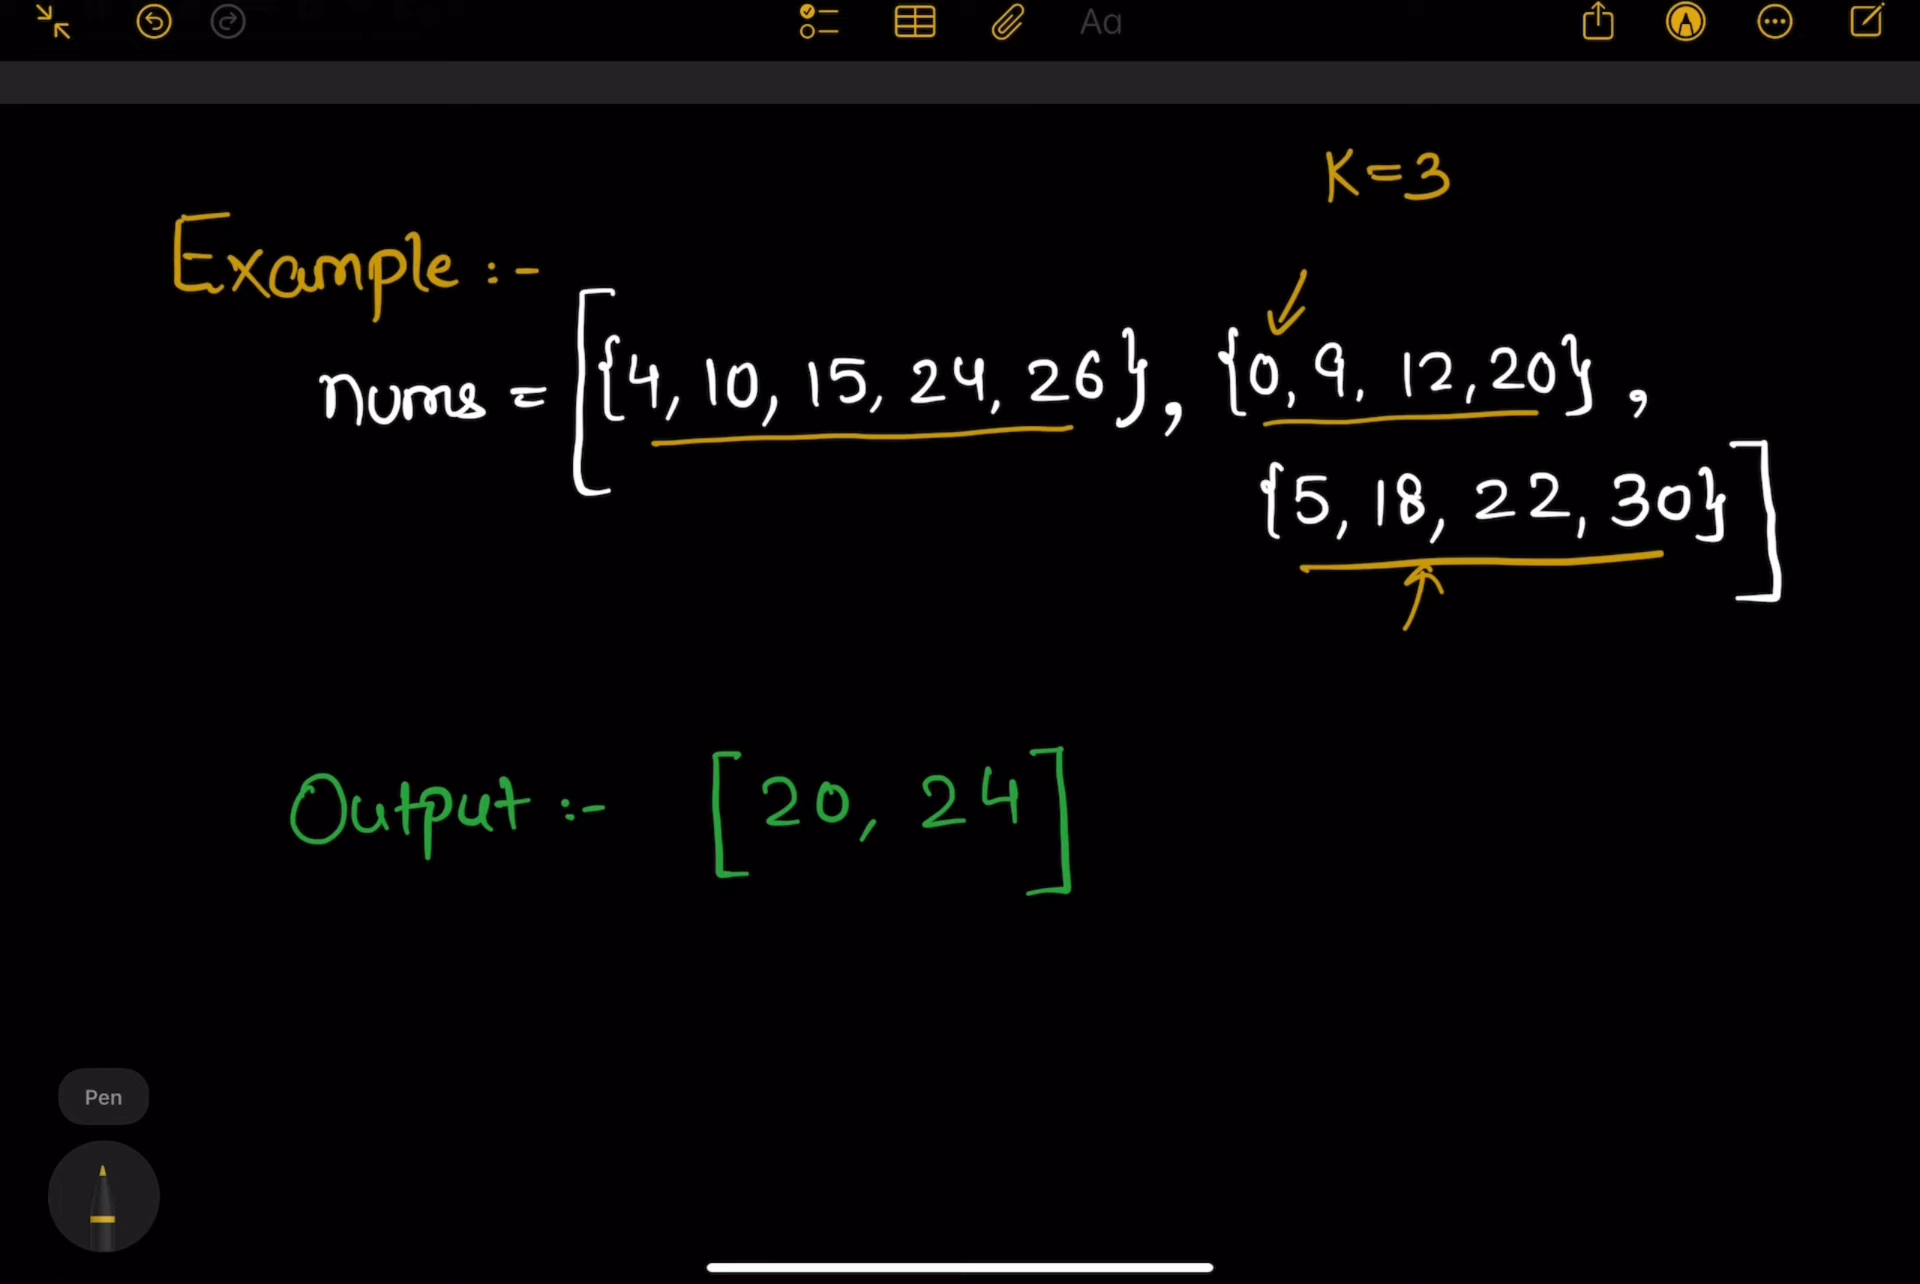 Aa
K=3
Example :-
nums = [{4, 10, 15, 24, 26}, {0, 9, 12, 20},
{5, 18, 22, 30}]
Output :- [20, 24]
Pen